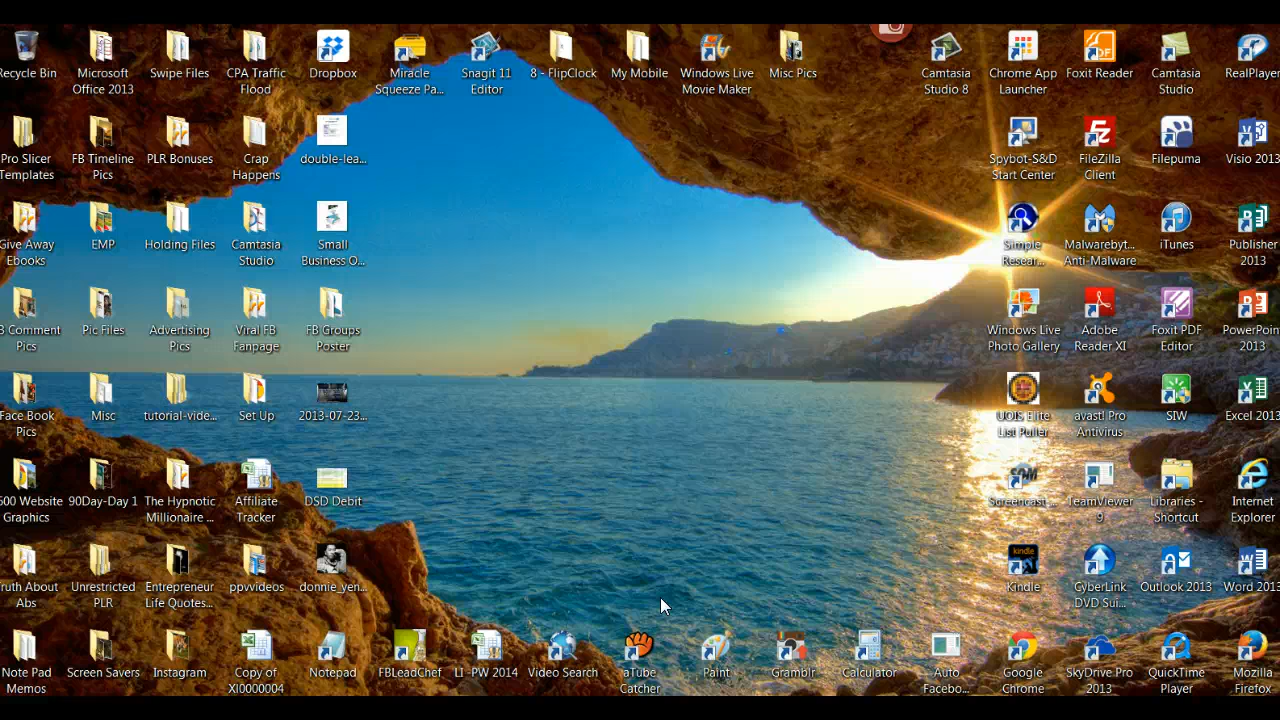 Recycle Bin
Microsoft
Office 2013
Swipe Files
CPA Traffic
Flood
Dropbox
Miracle
Squeeze Pa...
Snagit 11
Editor
8 - FlipClock
My Mobile
Windows Live
Movie Maker
Misc Pics
Camtasia
Studio 8
Chrome App
Launcher
Foxit Reader
Camtasia
Studio
RealPlayer
Pro Slicer
Templates
FB Timeline
Pics
PLR Bonuses
Crap
Happens
double-lea...
Spybot-S&D
Start Center
FileZilla
Client
Filepuma
Visio 2013
Give Away
Ebooks
EMP
Holding Files
Camtasia
Studio
Small
Business O...
Simple
Resear...
Malwarebyt...
Anti-Malware
iTunes
Publisher
2013
B Comment
Pics
Pic Files
Advertising
Pics
Viral FB
Fanpage
FB Groups
Poster
Windows Live
Photo Gallery
Adobe
Reader XI
Foxit PDF
Editor
PowerPoin
2013
Face Book
Pics
Misc
tutorial-vide...
Set Up
2013-07-23...
UOIS Elite
List Puller
avast! Pro
Antivirus
SIW
Excel 2013
500 Website
Graphics
90Day-Day 1
The Hypnotic
Millionaire ...
Affiliate
Tracker
DSD Debit
SOM
Screencast_...
TeamViewer
9
Libraries -
Shortcut
Internet
Explorer
ruth About
Abs
Unrestricted
PLR
Entrepreneur
Life Quotes...
ppvvideos
donnie_yen...
kindle
Kindle
CyberLink
DVD Sui...
Outlook 2013
Word 2013
Note Pad
Memos
Screen Savers
Instagram
Copy of
XI0000004
Notepad
FBLeadChef
LI -PW 2014
Video Search
aTube
Catcher
Paint
Gramblr
Calculator
Auto
Facebo...
Google
Chrome
SkyDrive Pro
2013
QuickTime
Player
Mozilla
Firefox